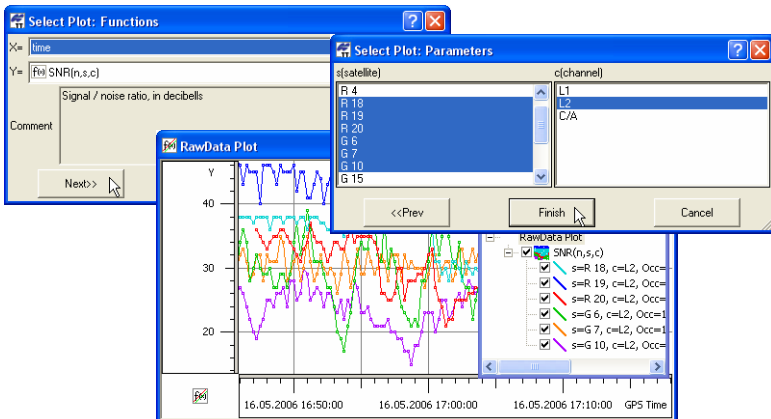 Select Plot: Functions
X= time
Y= f(x) SNR(n,s,c)
Comment
Signal / noise ratio, in decibells
Next>>
Select Plot: Parameters
s(satellite)
R 4
R 18
R 19
R 20
G 6
G 7
G 10
G 15
c(channel)
L1
L2
C/A
<<Prev
Finish
Cancel
RawData Plot
Y
40
30
20
16.05.2006 16:50:00
16.05.2006 17:00:00
16.05.2006 17:10:00
GPS Time
RawData Plot
SNR(n,s,c)
s=R 18, c=L2, Occ=
s=R 19, c=L2, Occ=
s=R 20, c=L2, Occ=
s=G 6, c=L2, Occ=1
s=G 7, c=L2, Occ=1
s=G 10, c=L2, Occ=